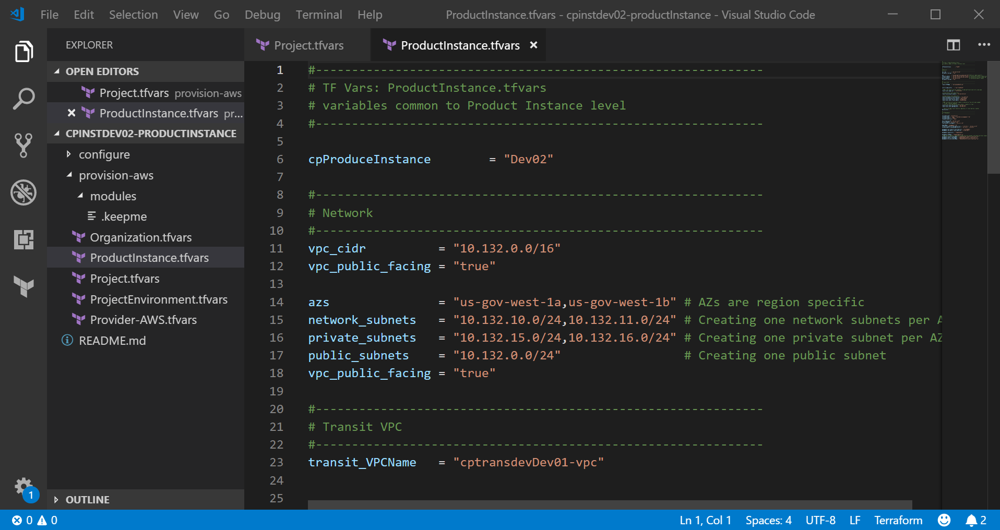 File Edit Selection View Go Debug Terminal Help ProductInstance.tfvars - cpinstdev02-productInstance - Visual Studio Code
EXPLORER
OPEN EDITORS
Project.tfvars provision-aws
ProductInstance.tfvars pr...
CPINSTDEV02-PRODUCTINSTANCE
configure
provision-aws
modules
.keepme
Organization.tfvars
ProductInstance.tfvars
Project.tfvars
ProjectEnvironment.tfvars
Provider-AWS.tfvars
README.md
OUTLINE
1
Project.tfvars ProductInstance.tfvars
1 #--------------------------------------------------------------
2 # TF Vars: ProductInstance.tfvars
3 # variables common to Product Instance level
4 #--------------------------------------------------------------
5
6 cpProduceInstance = "Dev02"
7
8 #--------------------------------------------------------------
9 # Network
10 #--------------------------------------------------------------
11 vpc_cidr = "10.132.0.0/16"
12 vpc_public_facing = "true"
13
14 azs = "us-gov-west-1a,us-gov-west-1b" # AZs are region specific
15 network_subnets = "10.132.10.0/24,10.132.11.0/24" # Creating one network subnets per A
16 private_subnets = "10.132.15.0/24,10.132.16.0/24" # Creating one private subnet per AZ
17 public_subnets = "10.132.0.0/24" # Creating one public subnet
18 vpc_public_facing = "true"
19
20 #--------------------------------------------------------------
21 # Transit VPC
22 #--------------------------------------------------------------
23 transit_VPCName = "cptransdevDev01-vpc"
24
25
0 0 Ln 1, Col 1 Spaces: 4 UTF-8 LF Terraform 2